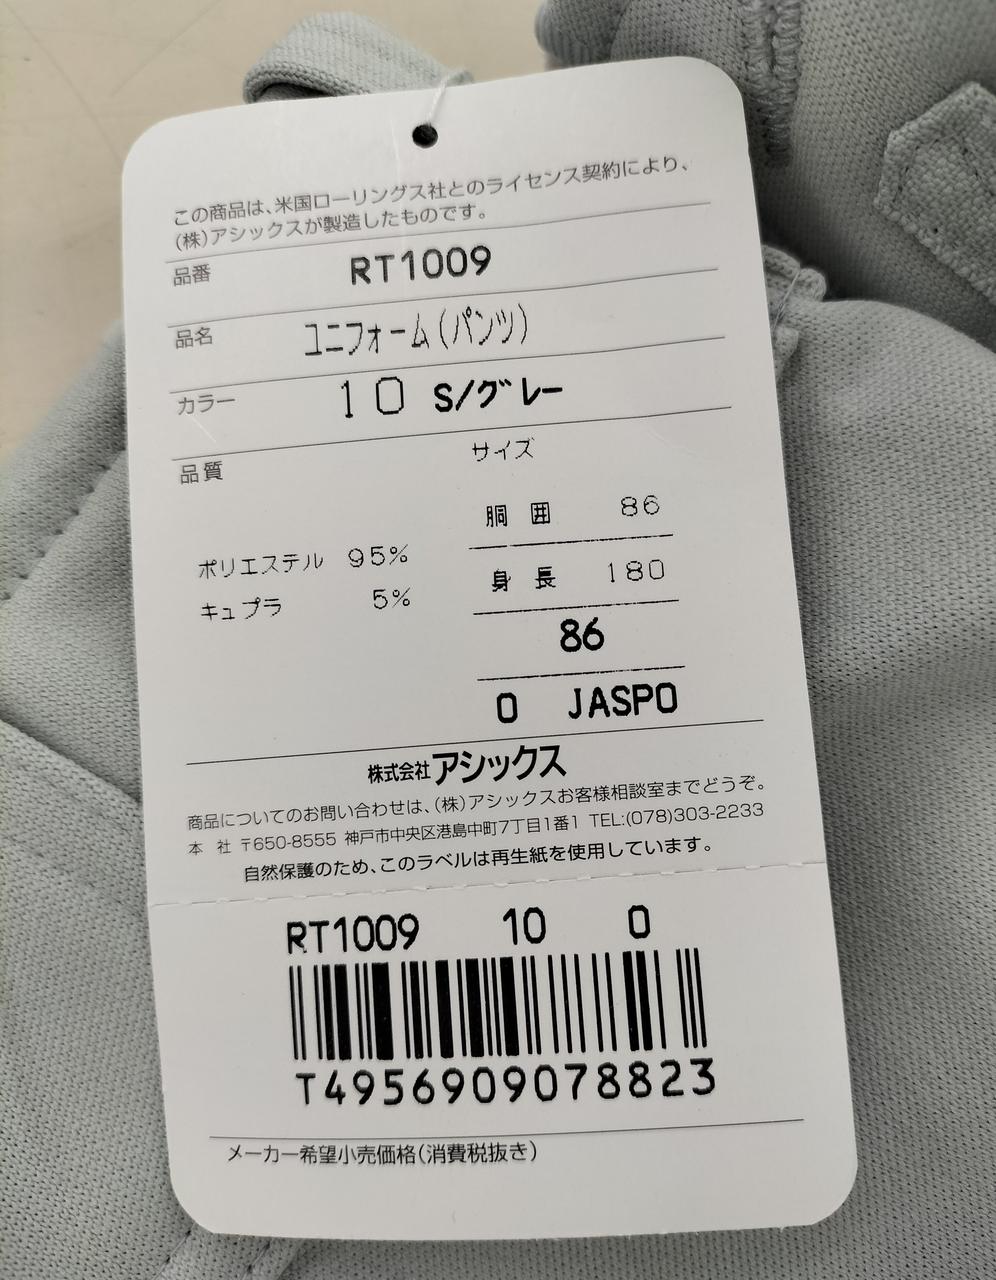 この商品は、米国ローリングス社とのライセンス契約により、
(株)アシックスが製造したものです。
品番 RT1009
品名 ユニフォーム(パンツ)
カラー 10 S/グレー
品質 サイズ
胴囲 86
ポリエステル 95%
身長 180
キュプラ 5%
86
0 JASPO
株式会社アシックス
商品についてのお問い合わせは、(株)アシックスお客様相談室までどうぞ。
本 社 〒650-8555 神戸市中央区港島中町7丁目1番1 TEL:(078)303-2233
自然保護のため、このラベルは再生紙を使用しています。
RT1009 10 0
T4956909078823
メーカー希望小売価格(消費税抜き)